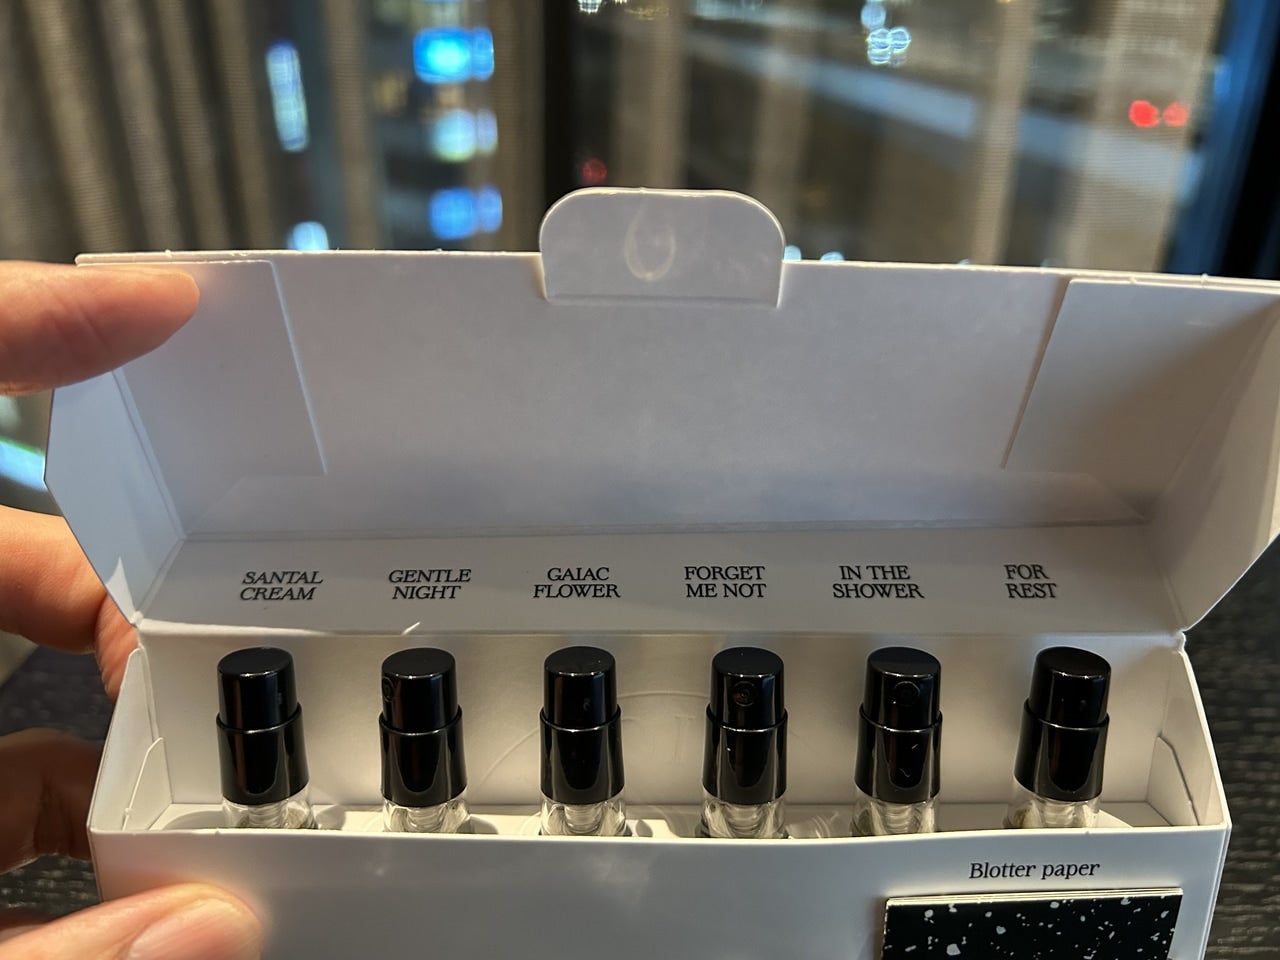 SANTAL
CREAM
GENTLE
NIGHT
GAIAC
FLOWER
FORGET
ME NOT
IN THE
SHOWER
FOR
REST
Blotter paper